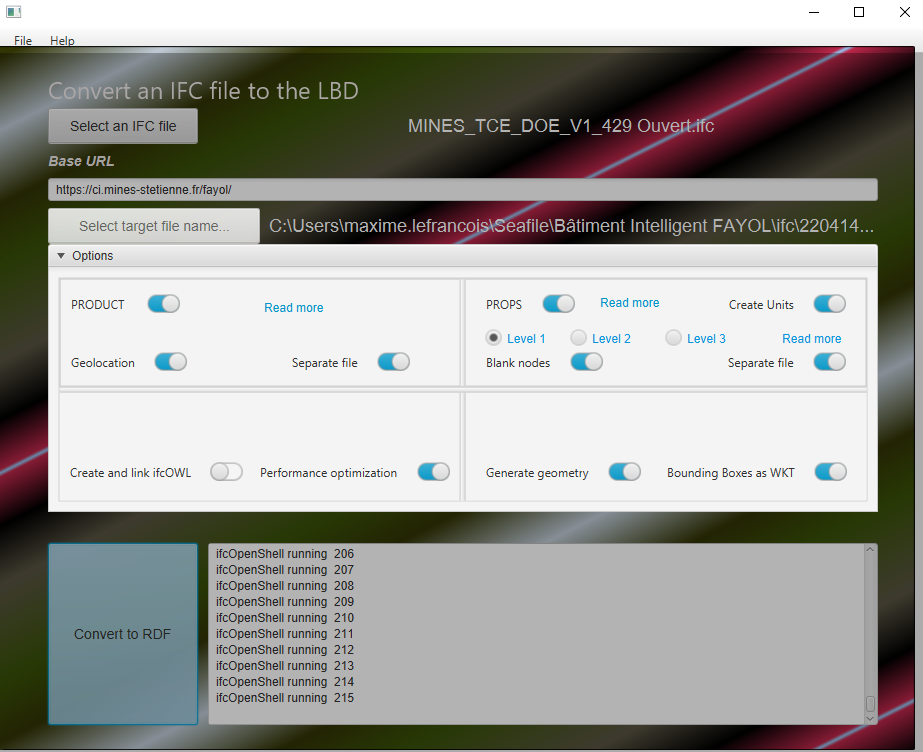 File Help
Convert an IFC file to the LBD
Select an IFC file MINES_TCE_DOE_V1_429 Ouvert.ifc
Base URL
https://ci.mines-stetienne.fr/fayol/
Select target file name... C:\Users\maxime.lefrancois\Seafile\Bâtiment Intelligent FAYOL\ifc\220414...
Options
PRODUCT Read more
Geolocation Separate file
PROPS Read more Create Units
Level 1 Level 2 Level 3 Read more
Blank nodes Separate file
Create and link ifcOWL Performance optimization
Generate geometry Bounding Boxes as WKT
Convert to RDF
ifcOpenShell running 206
ifcOpenShell running 207
ifcOpenShell running 208
ifcOpenShell running 209
ifcOpenShell running 210
ifcOpenShell running 211
ifcOpenShell running 212
ifcOpenShell running 213
ifcOpenShell running 214
ifcOpenShell running 215